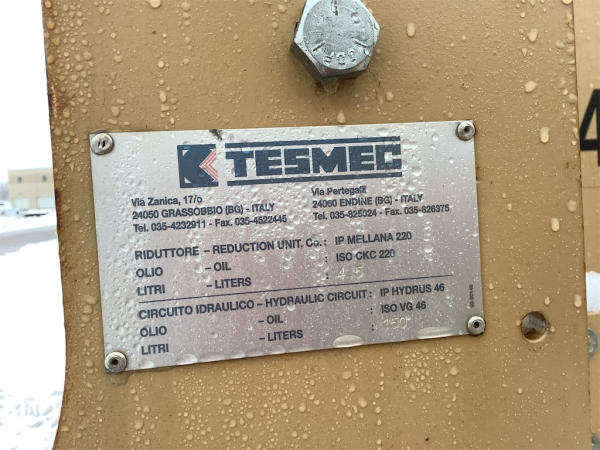 TESMEC
Via Zanica, 17/o
24050 GRASSOBBIO (BG) - ITALY
Tel. 035-4232911 - Fax. 035-4522445
Via Pertegalit
24060 ENDINE (BG) - ITALY
Tel. 035-825024 - Fax. 035-826375
RIDUTTORE - REDUCTION UNIT. Co.: IP MELLANA 220
OLIO - OIL : ISO CKC 220
LITRI - LITERS : 4.5
CIRCUITO IDRAULICO - HYDRAULIC CIRCUIT : IP HYDRUS 46
OLIO - OIL : ISO VG 46
LITRI - LITERS :
4